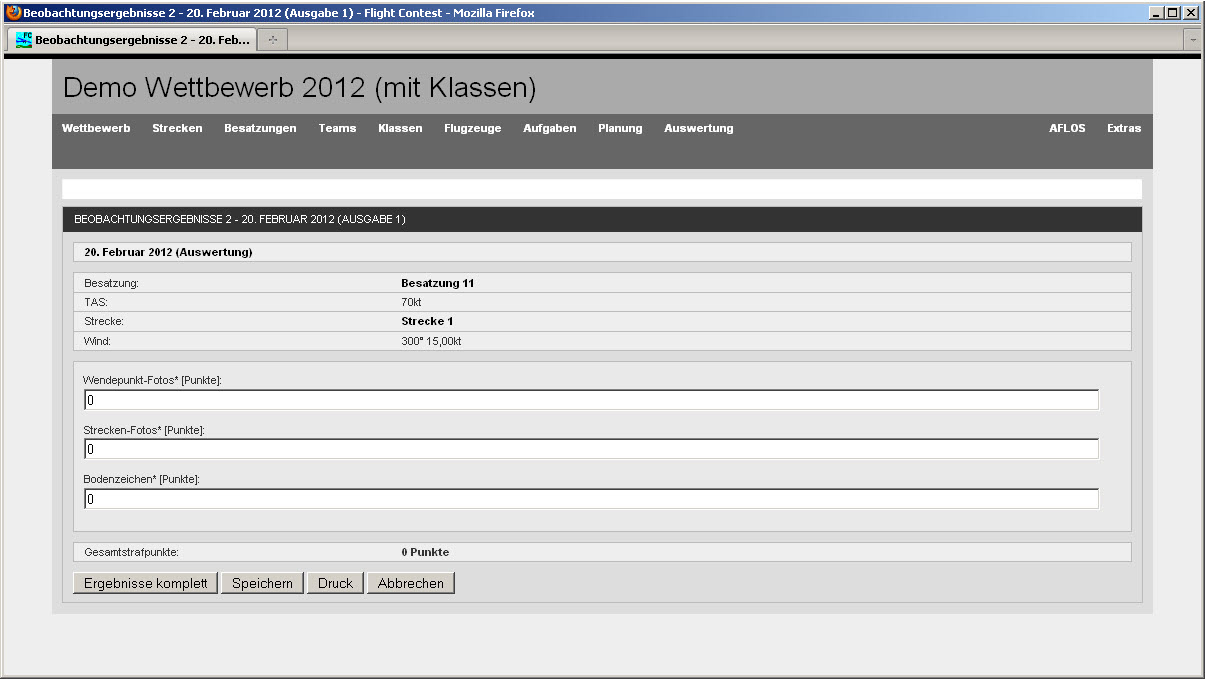 Beobachtungsergebnisse 2 - 20. Februar 2012 (Ausgabe 1) - Flight Contest - Mozilla Firefox
FC Beobachtungsergebnisse 2 - 20. Feb...
Demo Wettbewerb 2012 (mit Klassen)
Wettbewerb Strecken Besatzungen Teams Klassen Flugzeuge Aufgaben Planung Auswertung AFLOS Extras
BEOBACHTUNGSERGEBNISSE 2 - 20. FEBRUAR 2012 (AUSGABE 1)
20. Februar 2012 (Auswertung)
Besatzung: Besatzung 11
TAS: 70kt
Strecke: Strecke 1
Wind: 300° 15,00kt
Wendepunkt-Fotos* [Punkte]:
0
Strecken-Fotos* [Punkte]:
0
Bodenzeichen* [Punkte]:
0
Gesamtstrafpunkte: 0 Punkte
Ergebnisse komplett Speichern Druck Abbrechen